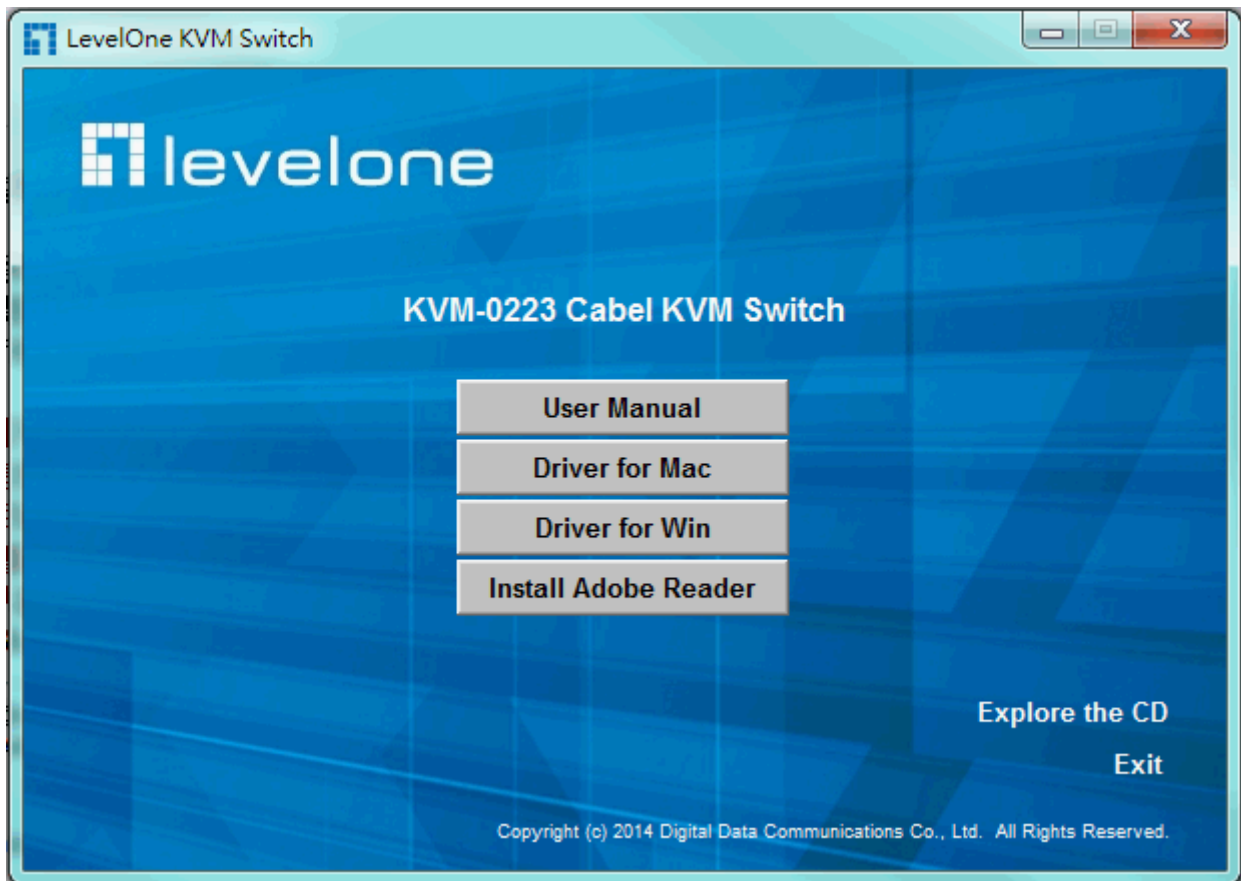 LevelOne KVM Switch
levelone
KVM-0223 Cabel KVM Switch
User Manual
Driver for Mac
Driver for Win
Install Adobe Reader
Explore the CD
Exit
Copyright (c) 2014 Digital Data Communications Co., Ltd. All Rights Reserved.